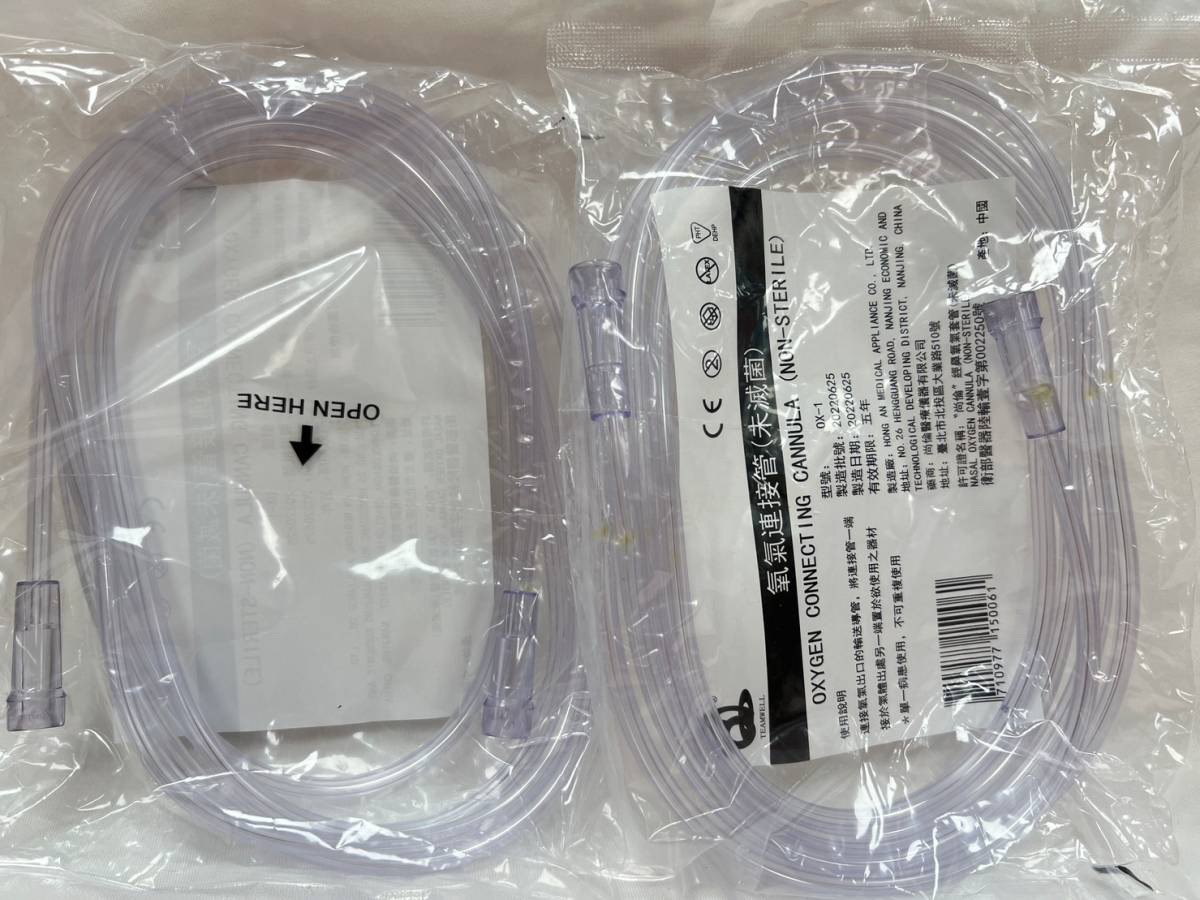 OPEN HERE
PHT
DEHP
LATEX
2
氧氣連接管(未滅菌)
OXYGEN CONNECTING CANNULA (NON-STERILE)
型號: OX-1
製造批號: 20220625
製造日期: 20220625
有效期限: 五年
製造廠: HONG AN MEDICAL APPLIANCE CO., LTD
地址: NO.26 HENGGUANG ROAD, NANJING ECONOMIC AND
TECHNOLOGICAL DEVELOPING DISTRICT, NANJING, CHINA
藥商: 尚倫醫療儀器有限公司
地址: 臺北市北投區大業路510號
許可證名稱: "尚倫" 經鼻氧氣套管(未滅菌)
NASAL OXYGEN CANNULA (NON-STERILE)
衛部醫器陸輸壹字第002250號
產地: 中國
使用說明
連接氧氣出口的輸送導管, 將連接管一端
接於氣體出處另一端置於欲使用之器材
*單一病患使用, 不可重複使用
TEAMWELL
®
710977 150061